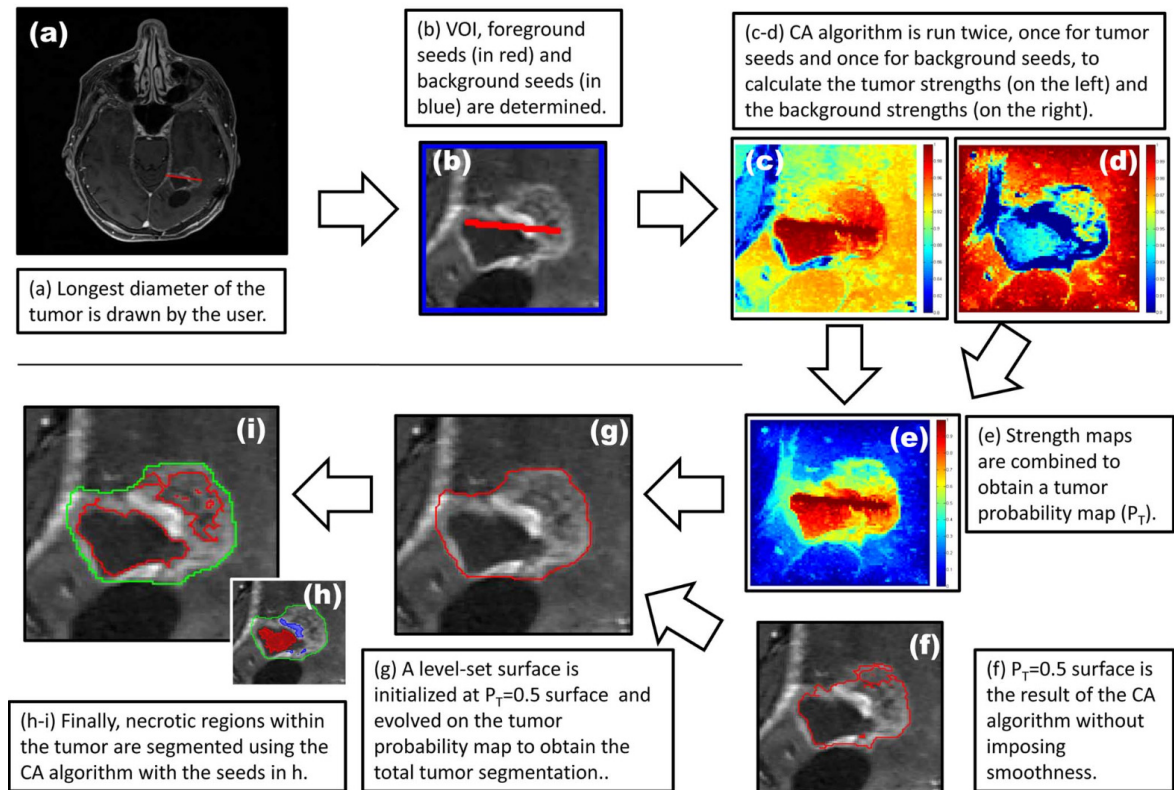 (a)
(a) Longest diameter of the
tumor is drawn by the user.
(b) VOI, foreground
seeds (in red) and
background seeds (in
blue) are determined.
(b)
(c-d) CA algorithm is run twice, once for tumor
seeds and once for background seeds, to
calculate the tumor strengths (on the left) and
the background strengths (on the right).
(c)
(d)
(e)
(e) Strength maps
are combined to
obtain a tumor
probability map (P_T).
(f)
(f) P_T=0.5 surface is
the result of the CA
algorithm without
imposing
smoothness.
(g)
(g) A level-set surface is
initialized at P_T=0.5 surface and
evolved on the tumor
probability map to obtain the
total tumor segmentation..
(i)
(h)
(h-i) Finally, necrotic regions within
the tumor are segmented using the
CA algorithm with the seeds in h.